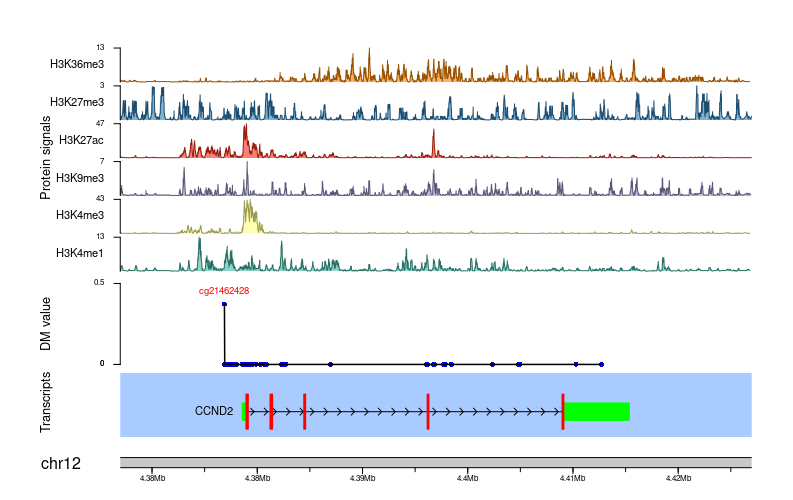 13
H3K36me3
3
H3K27me3
47
H3K27ac
7
H3K9me3
43
H3K4me3
13
H3K4me1
Protein signals
0.5
cg21462428
DM value
0
Transcripts
CCND2
chr12
4.38Mb 4.38Mb 4.39Mb 4.4Mb 4.41Mb 4.42Mb